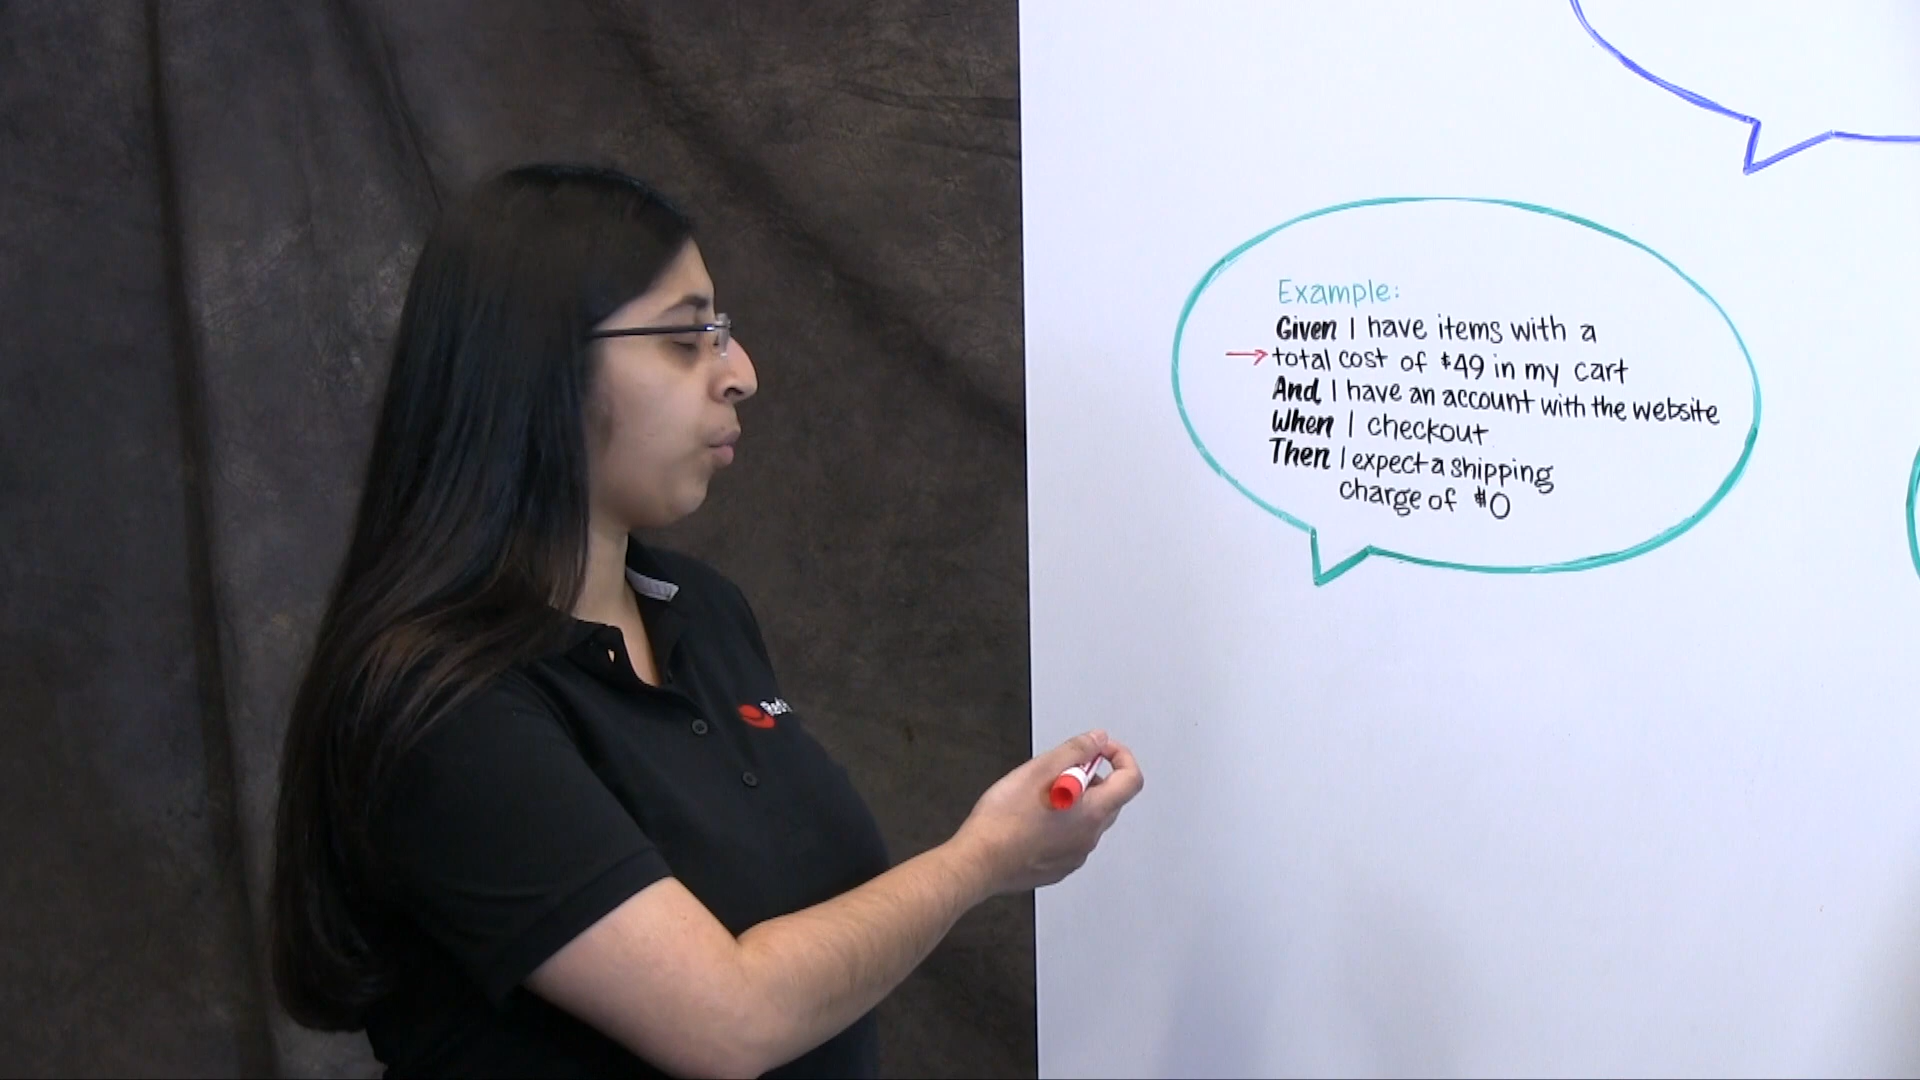 Example:
Given I have items with a
total cost of $49 in my cart
And I have an account with the website
When I checkout
Then I expect a shipping
charge of $0